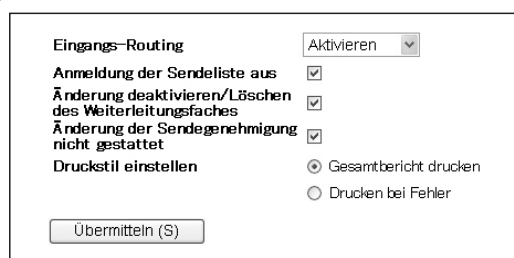 Eingangs-Routing Aktivieren
Anmeldung der Sendeliste aus
Änderung deaktivieren/Löschen
des Weiterleitungsfaches
Änderung der Sendegenehmigung
nicht gestattet
Druckstil einstellen Gesamtbericht drucken
Drucken bei Fehler
Übermitteln (S)